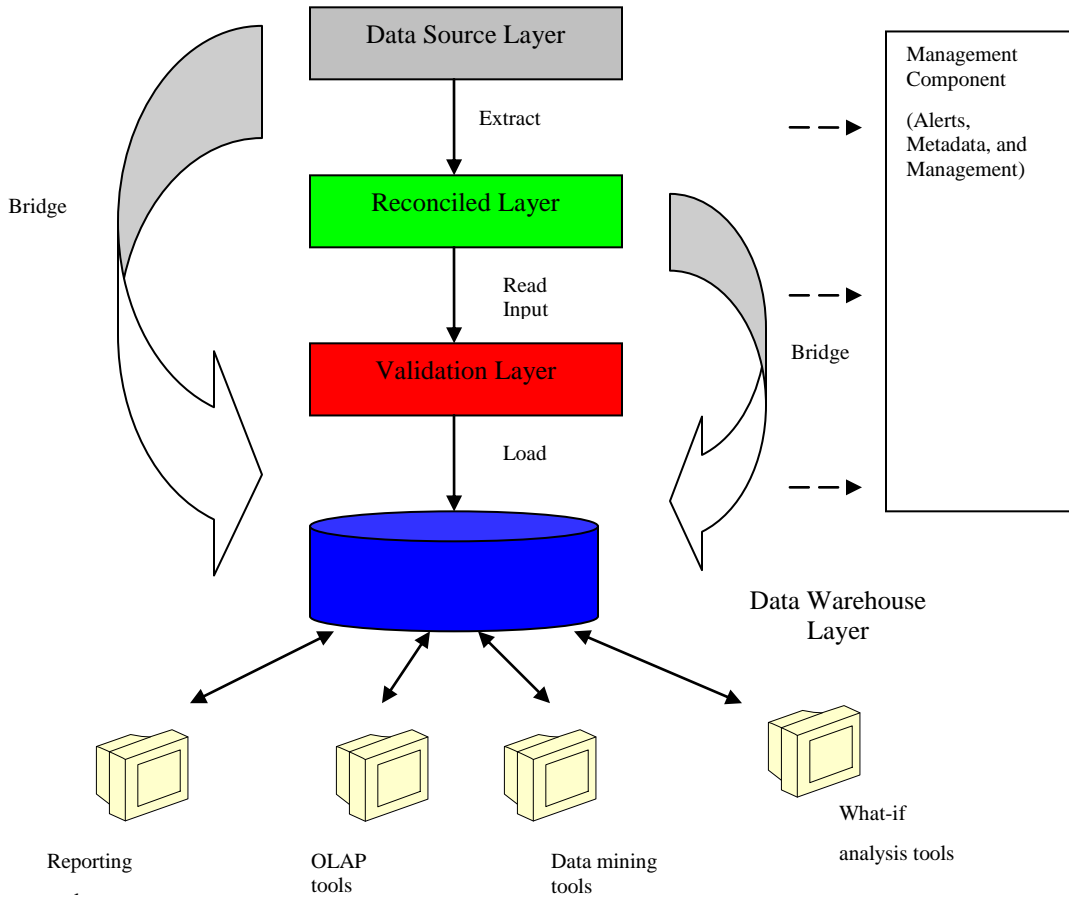 Data Source Layer
Management
Component
(Alerts,
Metadata, and
Management)
Extract
Bridge
Reconciled Layer
Read
Input
Bridge
Validation Layer
Load
Data Warehouse
Layer
What-if
analysis tools
Reporting
OLAP
tools
Data mining
tools